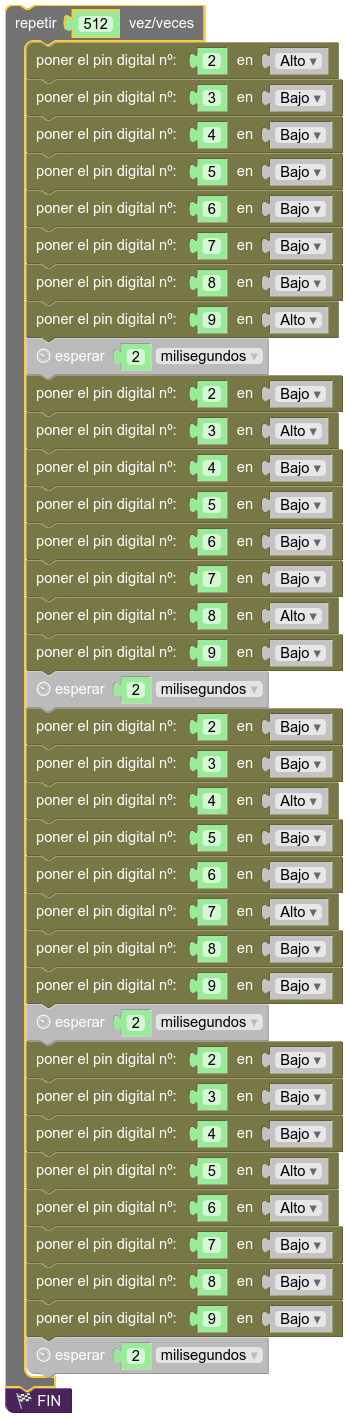 repetir 512 vez/veces
poner el pin digital nº: 2 en Alto
poner el pin digital nº: 3 en Bajo
poner el pin digital nº: 4 en Bajo
poner el pin digital nº: 5 en Bajo
poner el pin digital nº: 6 en Bajo
poner el pin digital nº: 7 en Bajo
poner el pin digital nº: 8 en Bajo
poner el pin digital nº: 9 en Alto
esperar 2 milisegundos
poner el pin digital nº: 2 en Bajo
poner el pin digital nº: 3 en Alto
poner el pin digital nº: 4 en Bajo
poner el pin digital nº: 5 en Bajo
poner el pin digital nº: 6 en Bajo
poner el pin digital nº: 7 en Bajo
poner el pin digital nº: 8 en Alto
poner el pin digital nº: 9 en Bajo
esperar 2 milisegundos
poner el pin digital nº: 2 en Bajo
poner el pin digital nº: 3 en Bajo
poner el pin digital nº: 4 en Alto
poner el pin digital nº: 5 en Bajo
poner el pin digital nº: 6 en Bajo
poner el pin digital nº: 7 en Alto
poner el pin digital nº: 8 en Bajo
poner el pin digital nº: 9 en Bajo
esperar 2 milisegundos
poner el pin digital nº: 2 en Bajo
poner el pin digital nº: 3 en Bajo
poner el pin digital nº: 4 en Bajo
poner el pin digital nº: 5 en Alto
poner el pin digital nº: 6 en Alto
poner el pin digital nº: 7 en Bajo
poner el pin digital nº: 8 en Bajo
poner el pin digital nº: 9 en Bajo
esperar 2 milisegundos
FIN